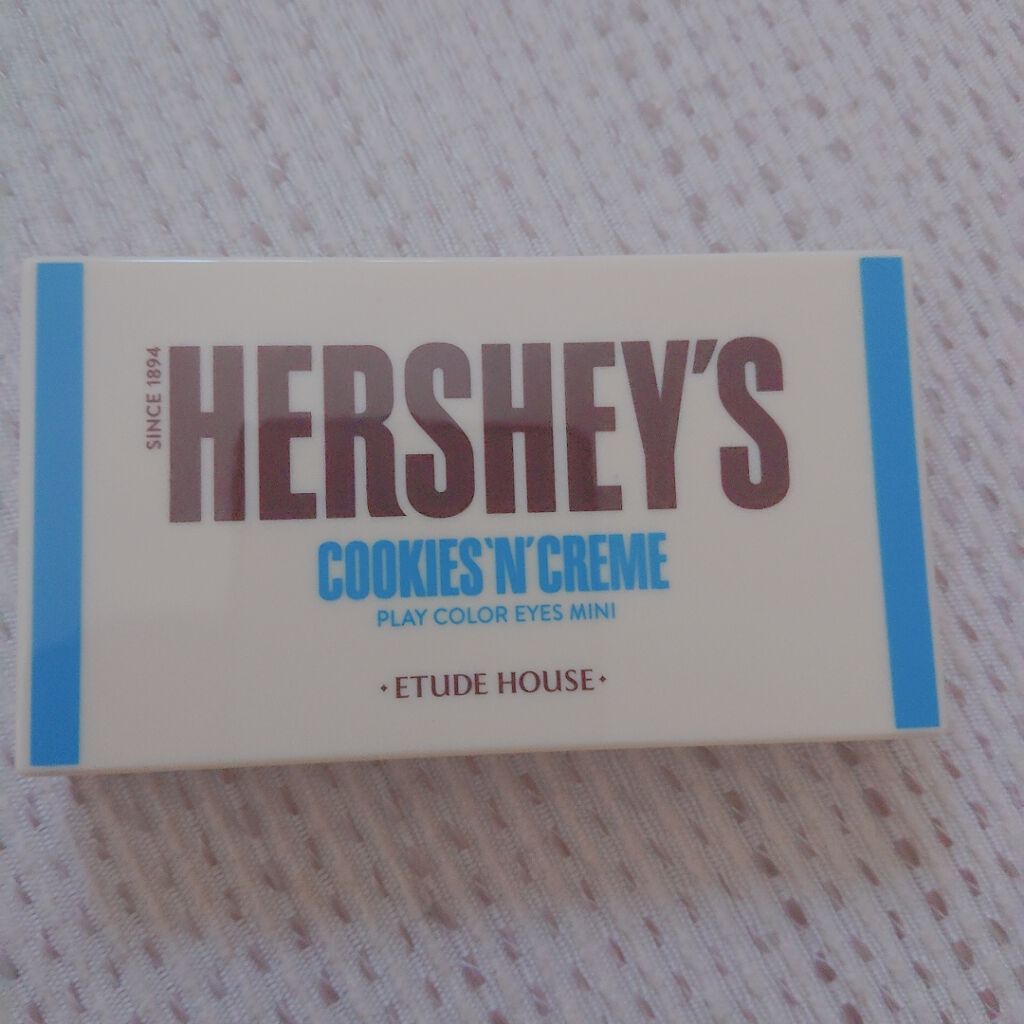 SINCE 1894
HERSHEY'S
COOKIES'N'CREME
PLAY COLOR EYES MINI
·ETUDE HOUSE·